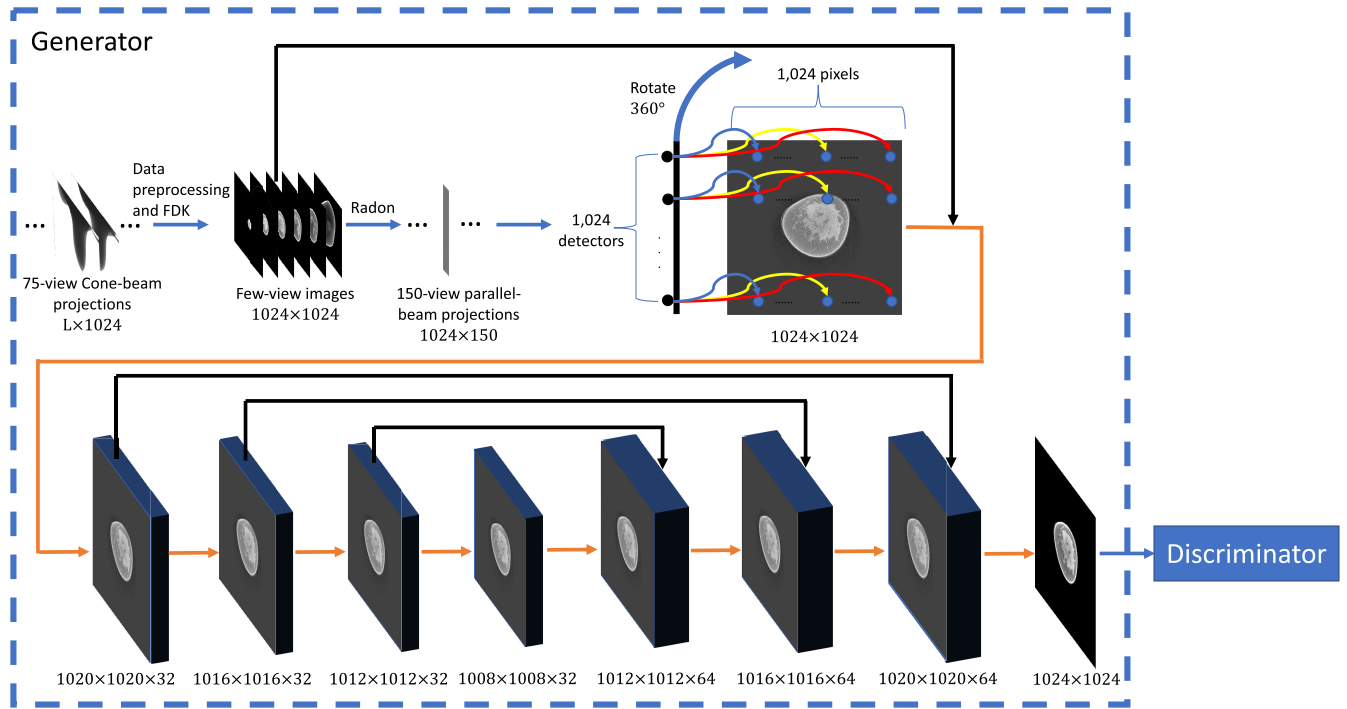 Generator
1,024 pixels
Rotate
360°
Data
preprocessing
and FDK
Radon
...
...
...
...
1,024
detectors
......
......
......
......
......
......
75-view Cone-beam
projections
L×1024
Few-view images
1024×1024
150-view parallel-
beam projections
1024×150
1024×1024
Discriminator
1020×1020×32
1016×1016×32
1012×1012×32
1008×1008×32
1012×1012×64
1016×1016×64
1020×1020×64
1024×1024